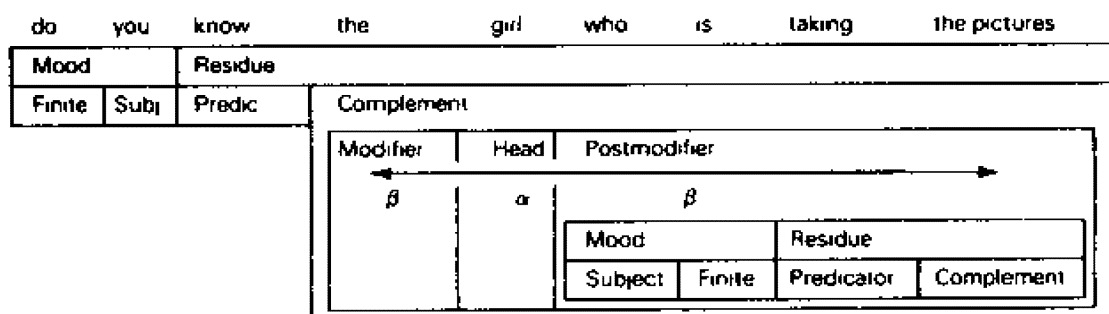 do you know the girl who is taking the pictures
Mood Residue
Finite Subj Predic Complement
Modifier Head Postmodifier
β α β
Mood Residue
Subject Finite Predicator Complement